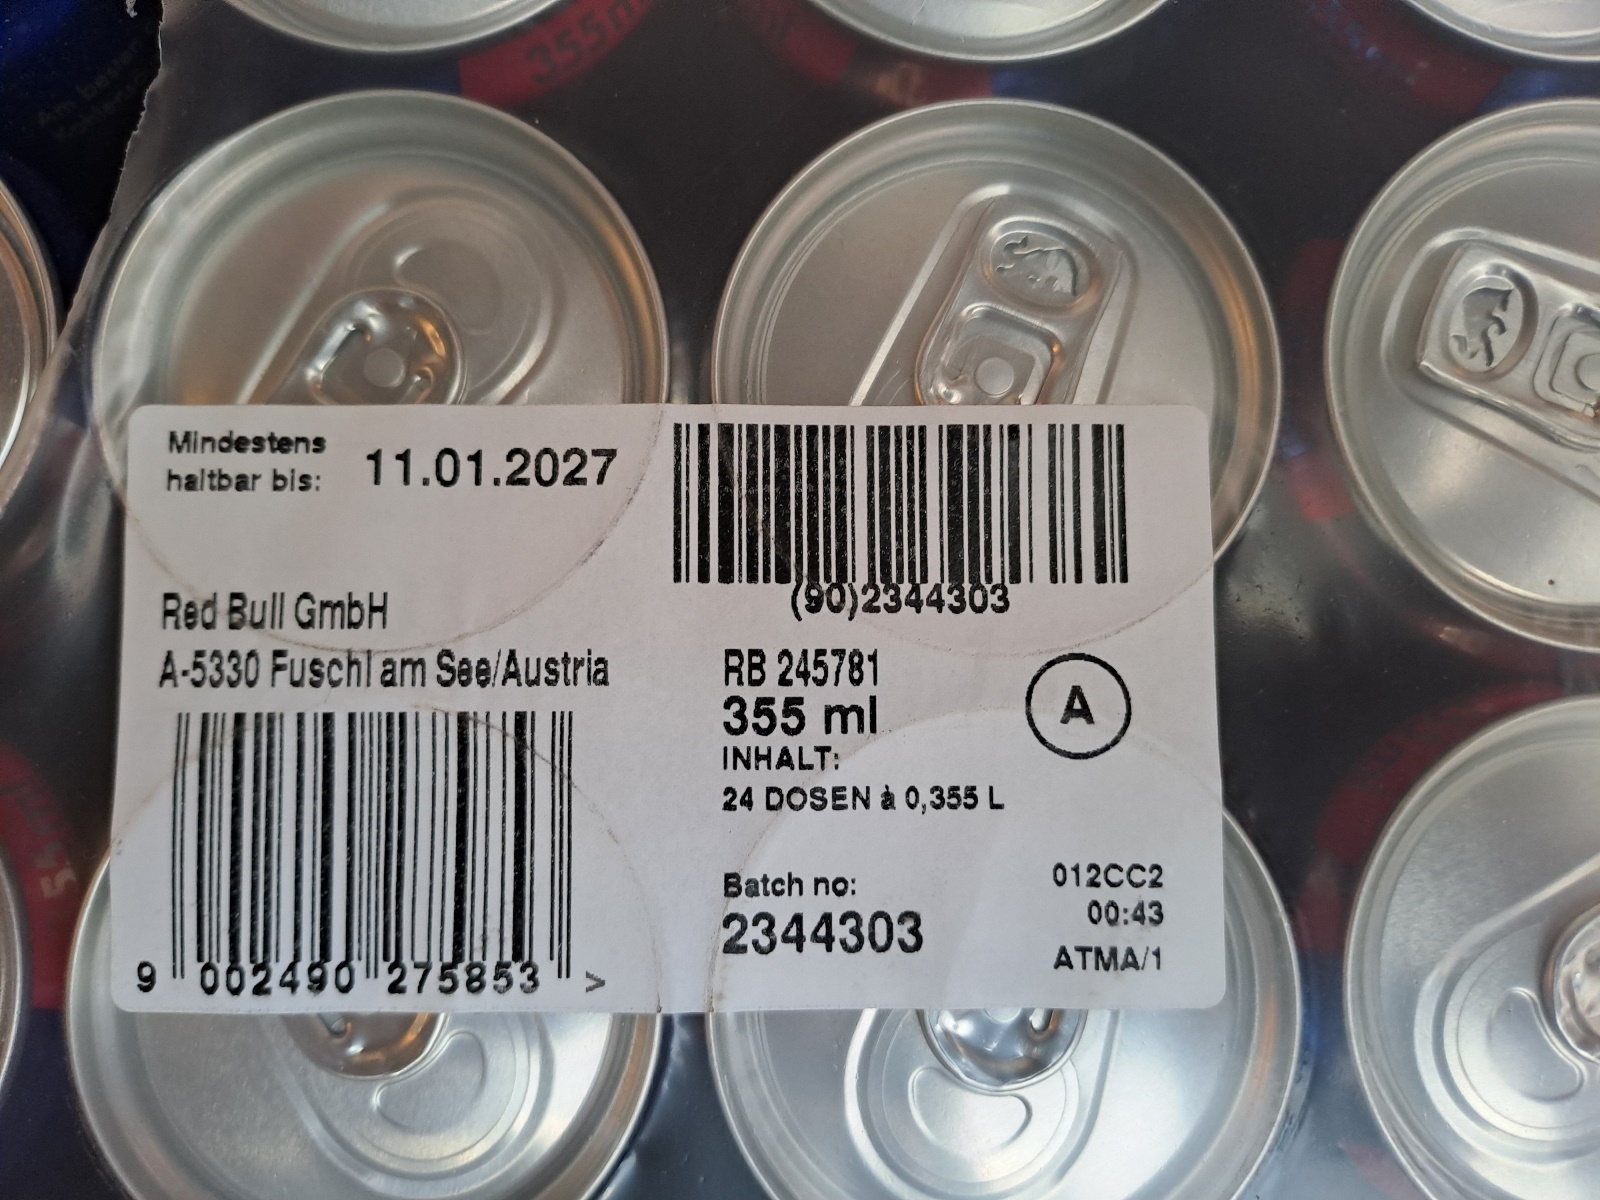 355m
Mindestens
haltbar bis:
11.01.2027
(90)2344303
Red Bull GmbH
A-5330 Fuschl am See/Austria
RB 245781
355 ml
INHALT:
24 DOSEN à 0,355 L
A
Batch no:
2344303
012CC2
00:43
ATMA/1
9 002490 275853 >